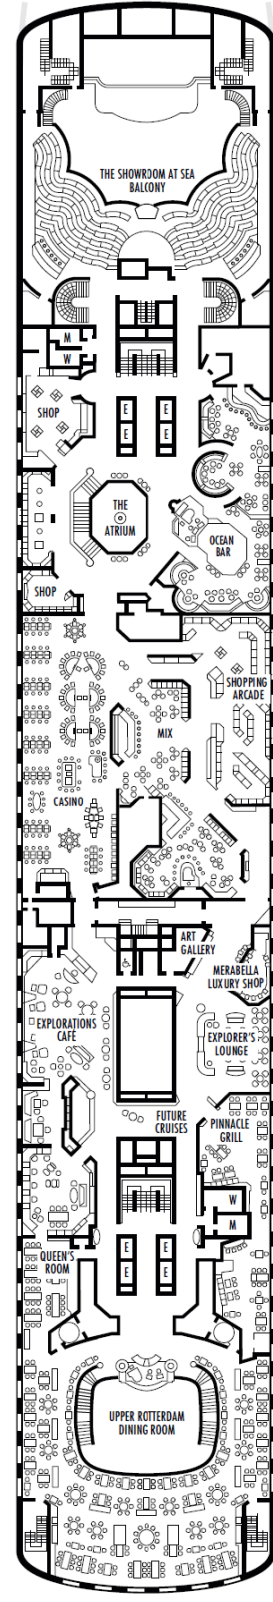 THE SHOWROOM AT SEA
BALCONY
M
W
SHOP
E
E
E
E
THE
ATRIUM
OCEAN
BAR
SHOP
SHOPPING
ARCADE
MIX
CASINO
ART
GALLERY
MERABELLA
LUXURY SHOP
EXPLORATIONS
CAFÉ
EXPLORER'S
LOUNGE
FUTURE
CRUISES
PINNACLE
GRILL
W
M
QUEEN'S
ROOM
E
E
E
E
UPPER ROTTERDAM
DINING ROOM